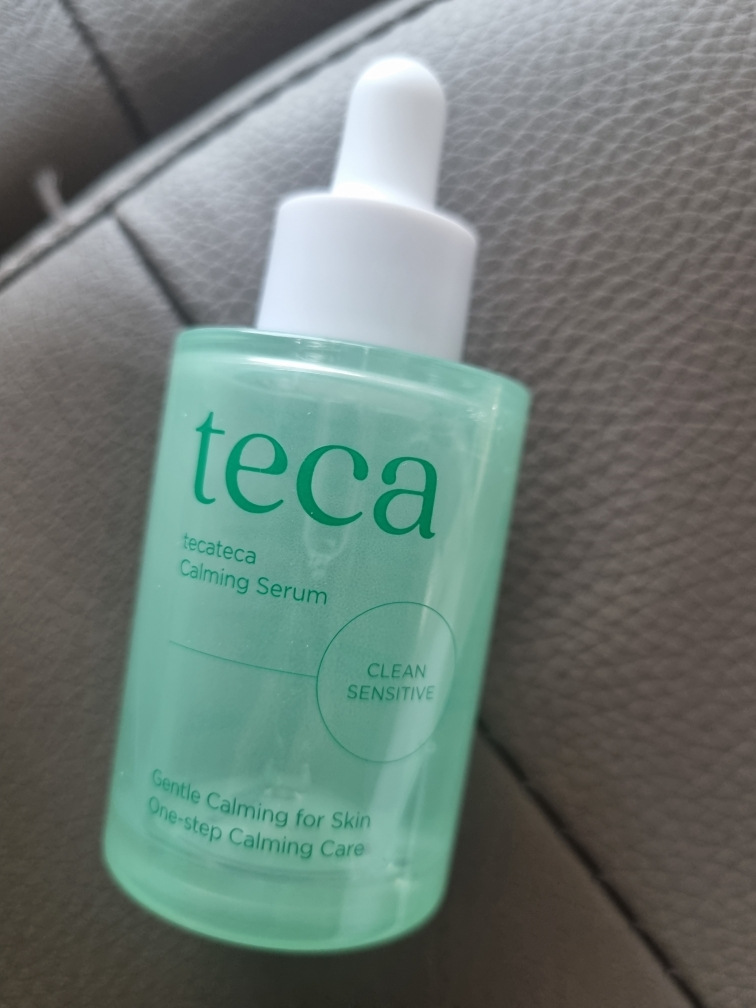 teca
tecateca
Calming Serum
CLEAN
SENSITIVE
Gentle Calming for Skin
One-step Calming Care